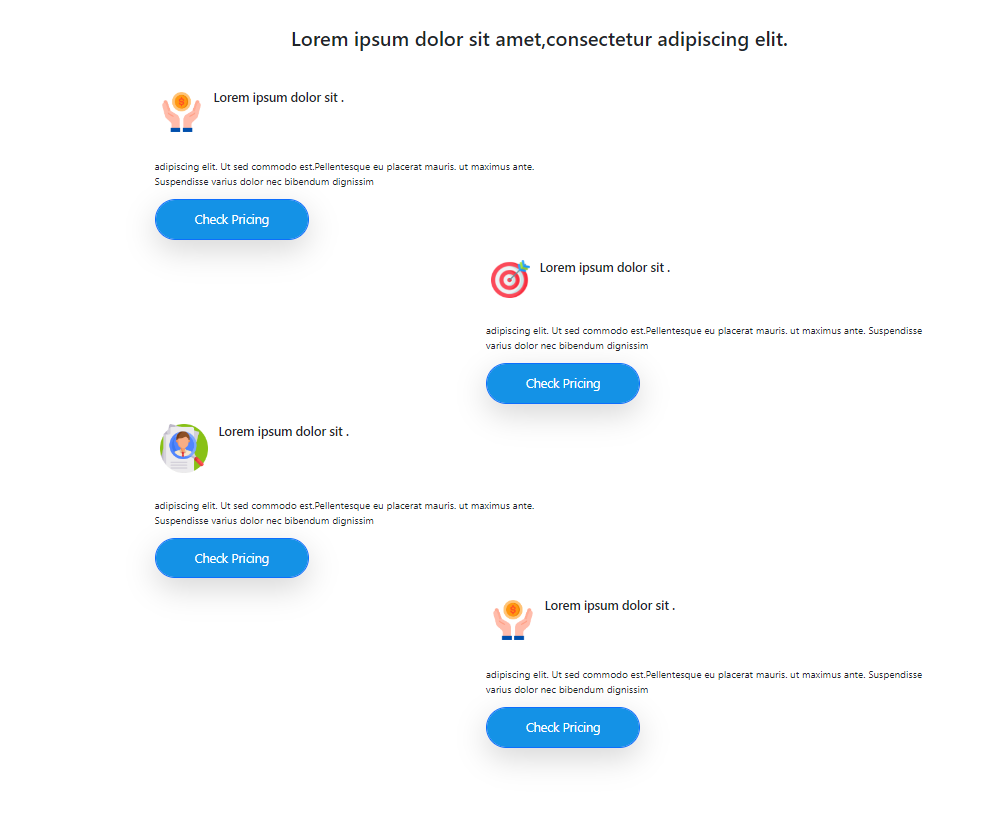 Lorem ipsum dolor sit amet,consectetur adipiscing elit.
Lorem ipsum dolor sit .
adipiscing elit. Ut sed commodo est.Pellentesque eu placerat mauris. ut maximus ante.
Suspendisse varius dolor nec bibendum dignissim
Check Pricing
Lorem ipsum dolor sit .
adipiscing elit. Ut sed commodo est.Pellentesque eu placerat mauris. ut maximus ante. Suspendisse
varius dolor nec bibendum dignissim
Check Pricing
Lorem ipsum dolor sit .
adipiscing elit. Ut sed commodo est.Pellentesque eu placerat mauris. ut maximus ante.
Suspendisse varius dolor nec bibendum dignissim
Check Pricing
Lorem ipsum dolor sit .
adipiscing elit. Ut sed commodo est.Pellentesque eu placerat mauris. ut maximus ante. Suspendisse
varius dolor nec bibendum dignissim
Check Pricing